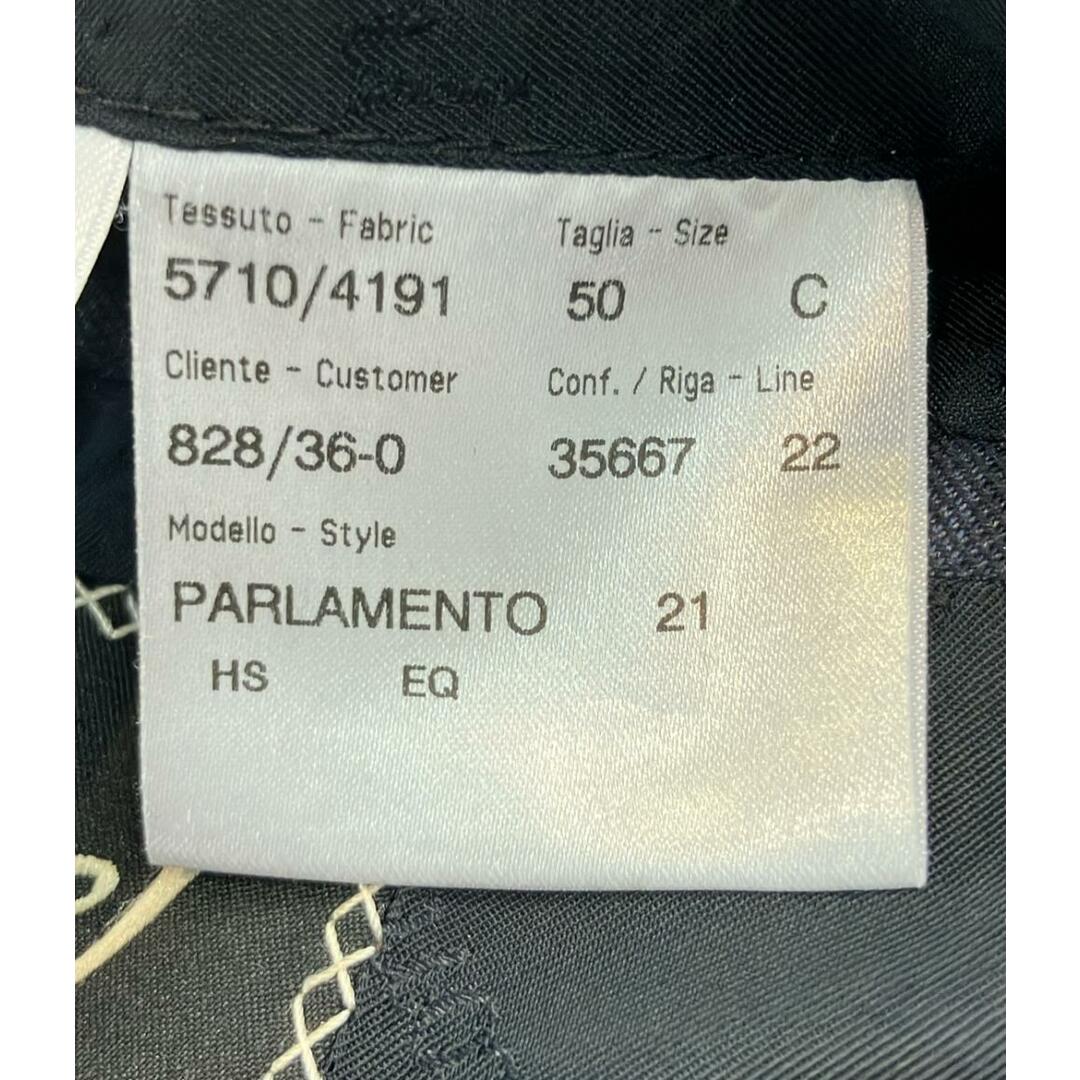 Tessuto - Fabric Taglia - Size
5710/4191 50 C
Cliente - Customer Conf. / Riga - Line
828/36-0 35667 22
Modello - Style
PARLAMENTO 21
HS EQ